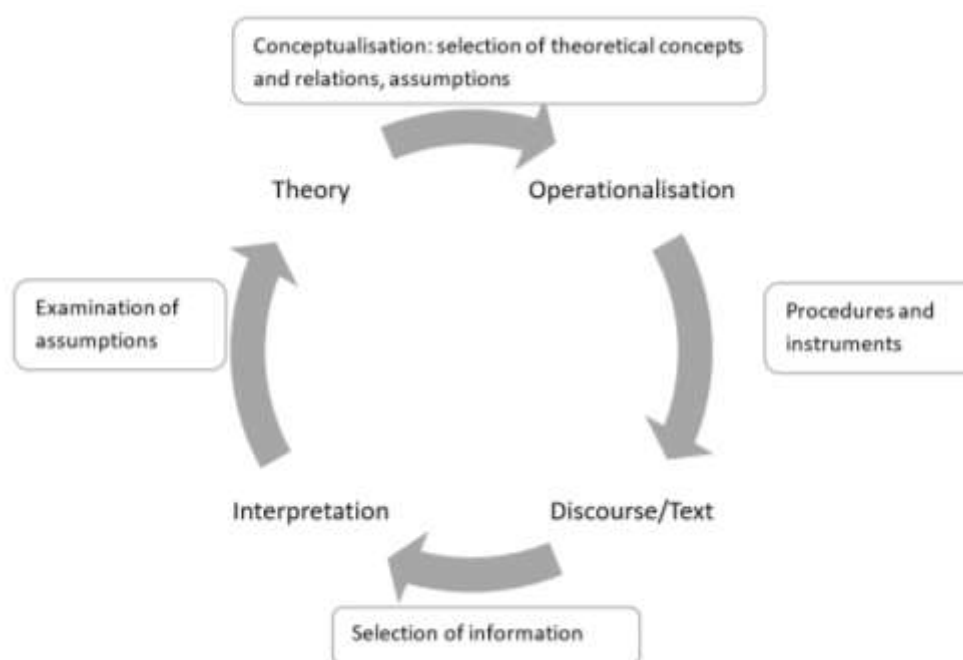 Conceptualisation: selection of theoretical concepts
and relations, assumptions
Theory
Operationalisation
Examination of
assumptions
Procedures and
instruments
Interpretation
Discourse/Text
Selection of information